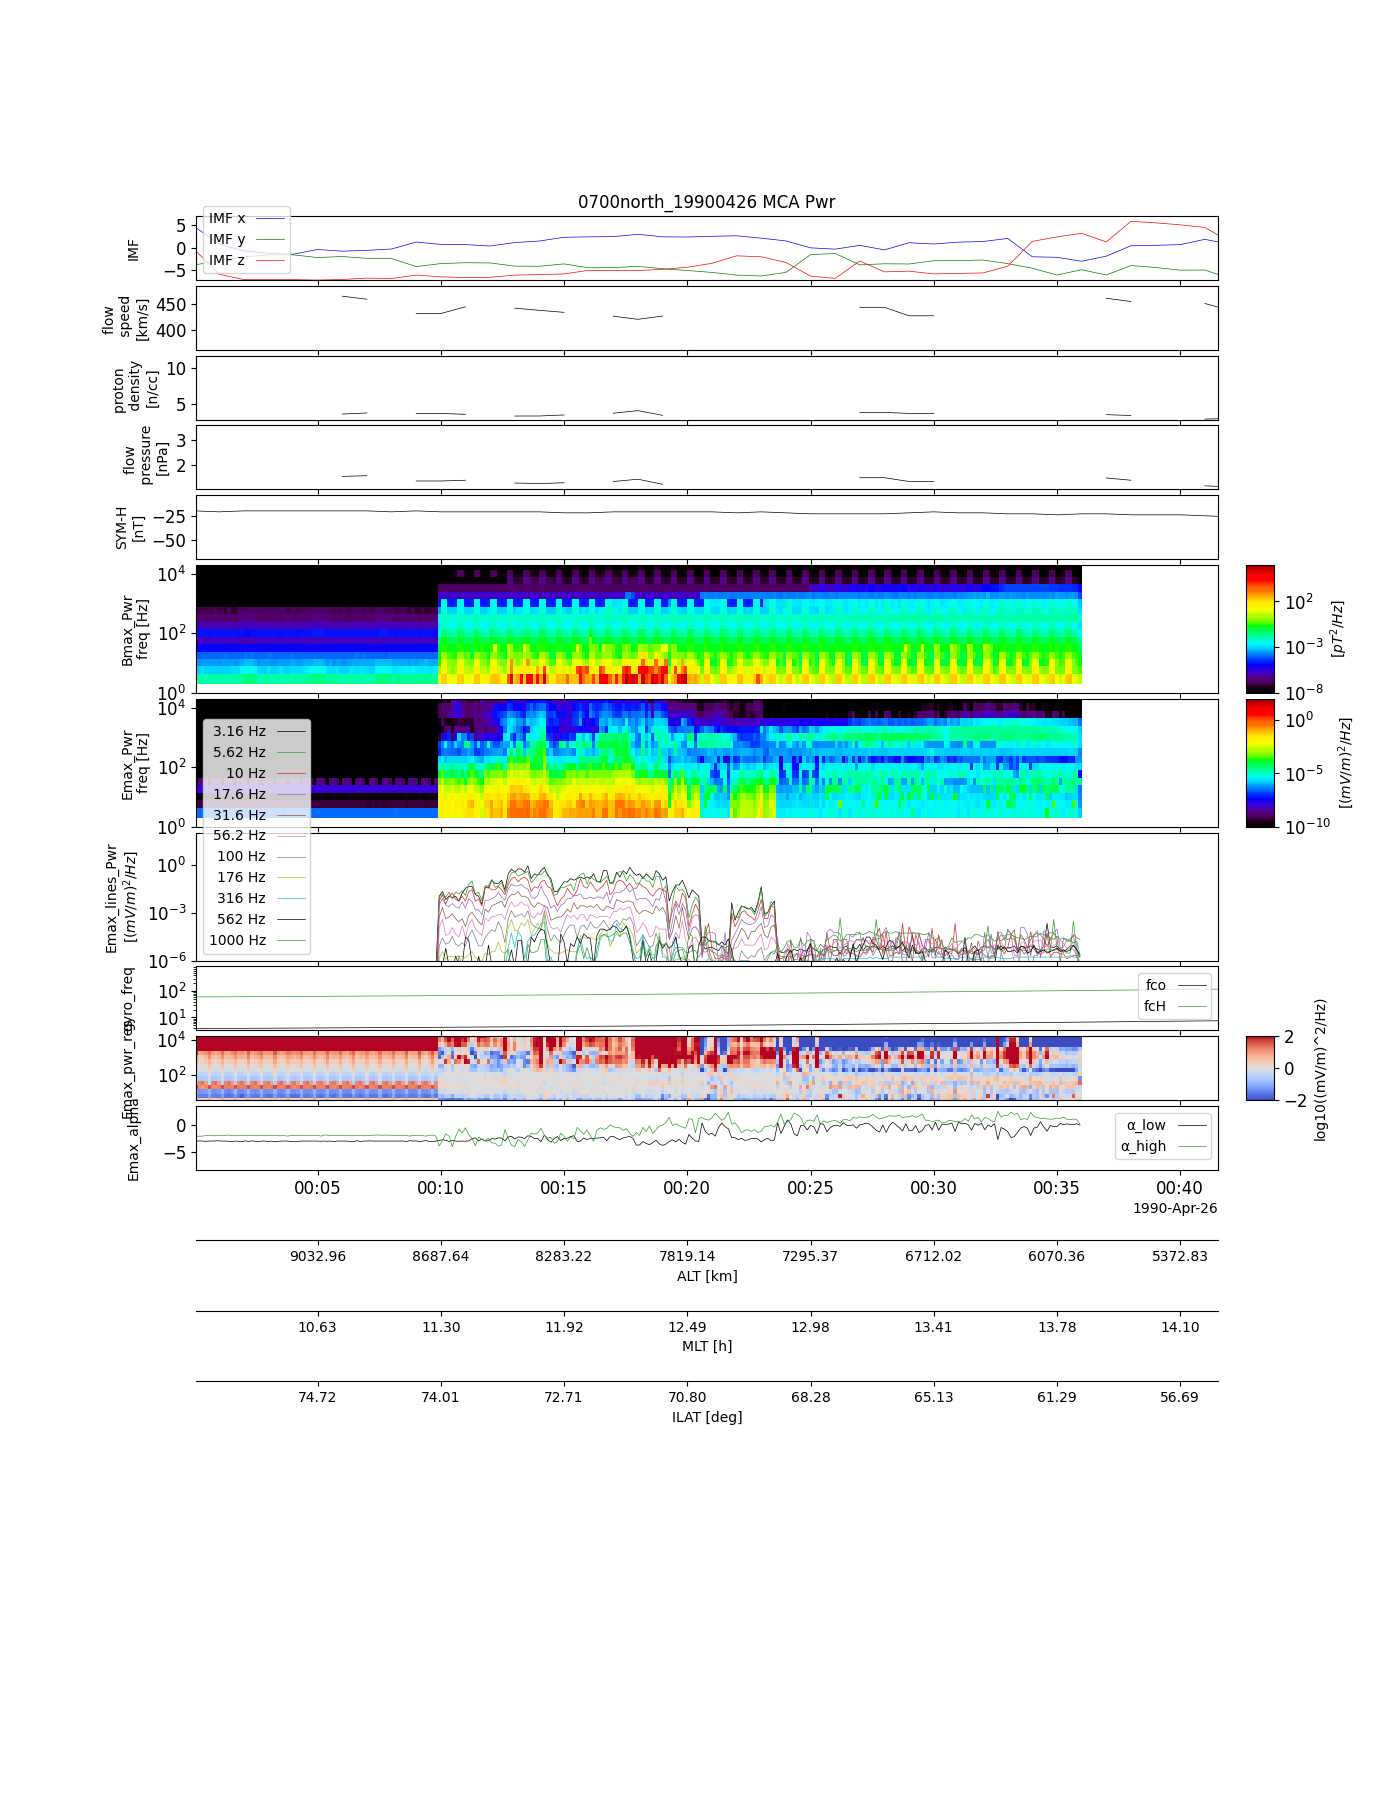 0700north_19900426 MCA Pwr
IMF
5
0
−5
IMF x
IMF y
IMF z
flow
speed
[km/s]
450
400
proton
density
[n/cc]
10
5
flow
pressure
[nPa]
3
2
SYM-H
[nT]
−25
−50
Bmax_Pwr
freq [Hz]
10^4
10^2
10^0
10^2
10^−3
10^−8
[pT^2/Hz]
Emax_Pwr
freq [Hz]
10^4
10^2
10^0
10^0
10^−5
10^−10
[(mV/m)^2/Hz]
3.16 Hz
5.62 Hz
10 Hz
17.6 Hz
31.6 Hz
56.2 Hz
100 Hz
176 Hz
316 Hz
562 Hz
1000 Hz
Emax_lines_Pwr
[(mV/m)^2/Hz]
10^0
10^−3
10^−6
10^2
10^1
fco
fcH
Emax_pwr_reg
10^4
10^2
2
0
−2
log10((mV/m)^2/Hz)
Emax_alpha
0
−5
α_low
α_high
00:05 00:10 00:15 00:20 00:25 00:30 00:35 00:40
1990-Apr-26
9032.96 8687.64 8283.22 7819.14 7295.37 6712.02 6070.36 5372.83
ALT [km]
10.63 11.30 11.92 12.49 12.98 13.41 13.78 14.10
MLT [h]
74.72 74.01 72.71 70.80 68.28 65.13 61.29 56.69
ILAT [deg]